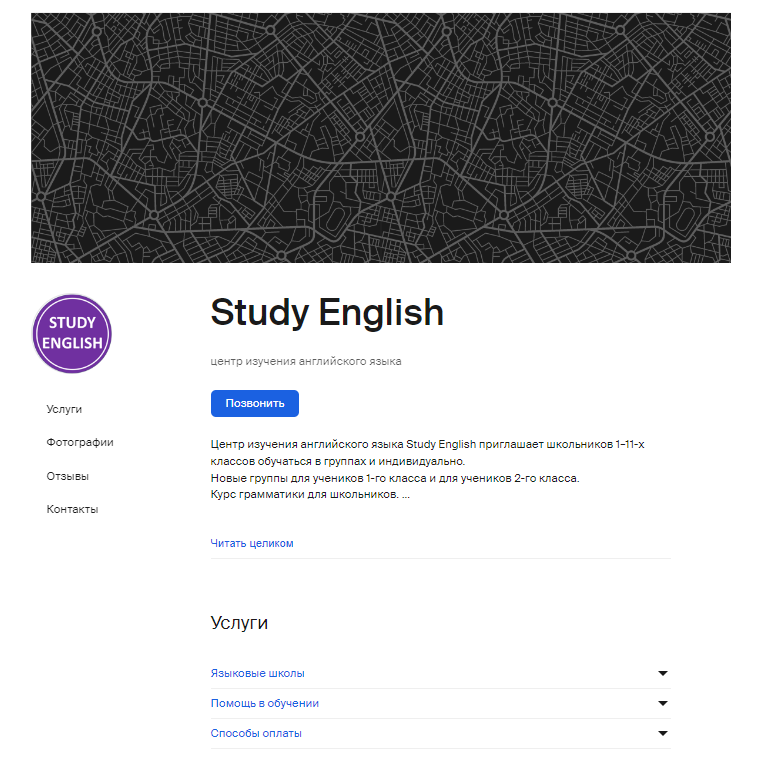 STUDY
ENGLISH
Услуги
Фотографии
Отзывы
Контакты
Study English
центр изучения английского языка
Позвонить
Центр изучения английского языка Study English приглашает школьников 1–11-х
классов обучаться в группах и индивидуально.
Новые группы для учеников 1-го класса и для учеников 2-го класса.
Курс грамматики для школьников. ...
Читать целиком
Услуги
Языковые школы
Помощь в обучении
Способы оплаты